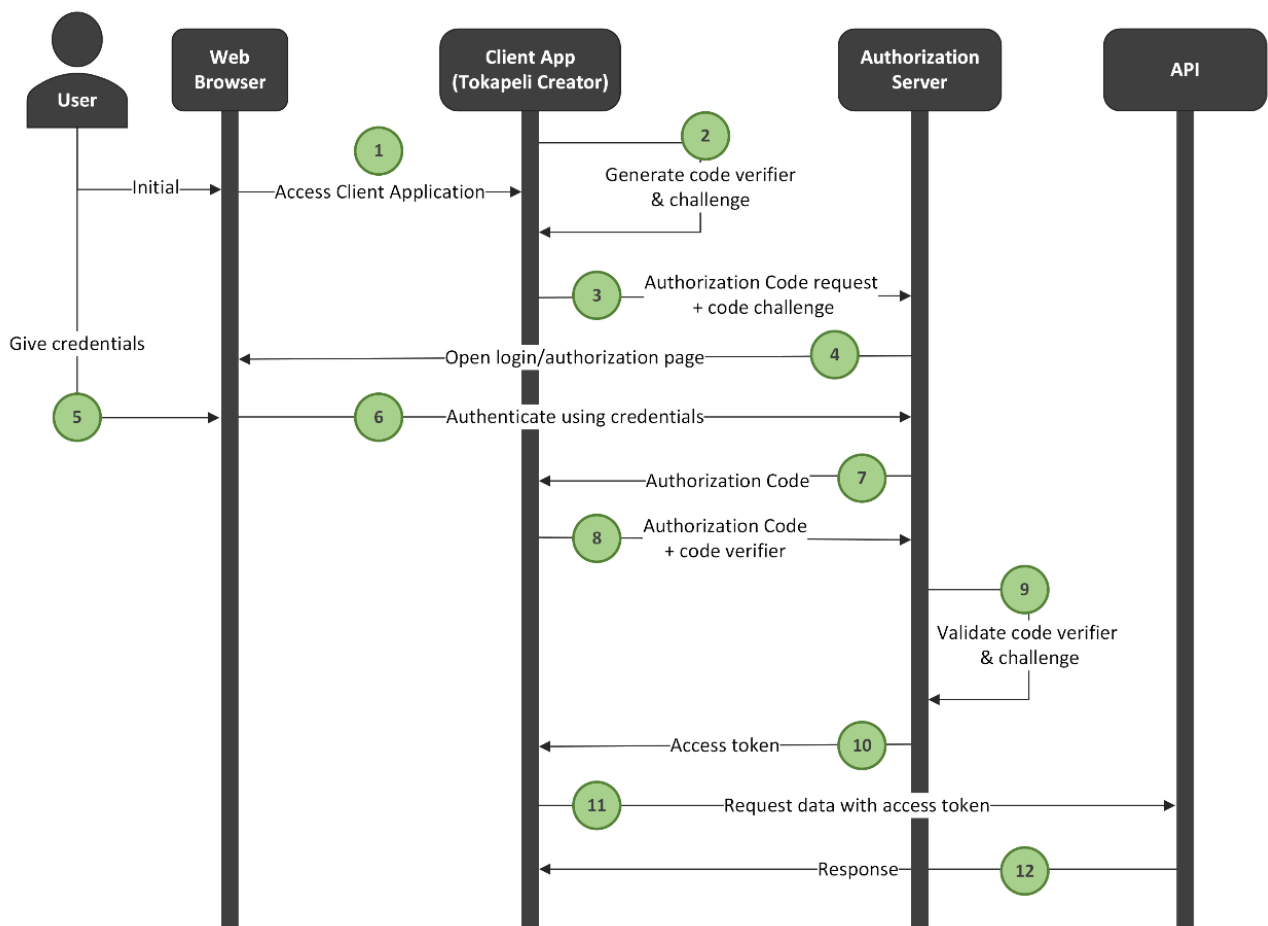 User
Web
Browser
Client App
(Tokapeli Creator)
Authorization
Server
API
1
2
Initial
Access Client Application
Generate code verifier
& challenge
3
Authorization Code request
+ code challenge
Give credentials
Open login/authorization page
4
5
6
Authenticate using credentials
Authorization Code
7
8
Authorization Code
+ code verifier
9
Validate code verifier
& challenge
Access token
10
11
Request data with access token
Response
12